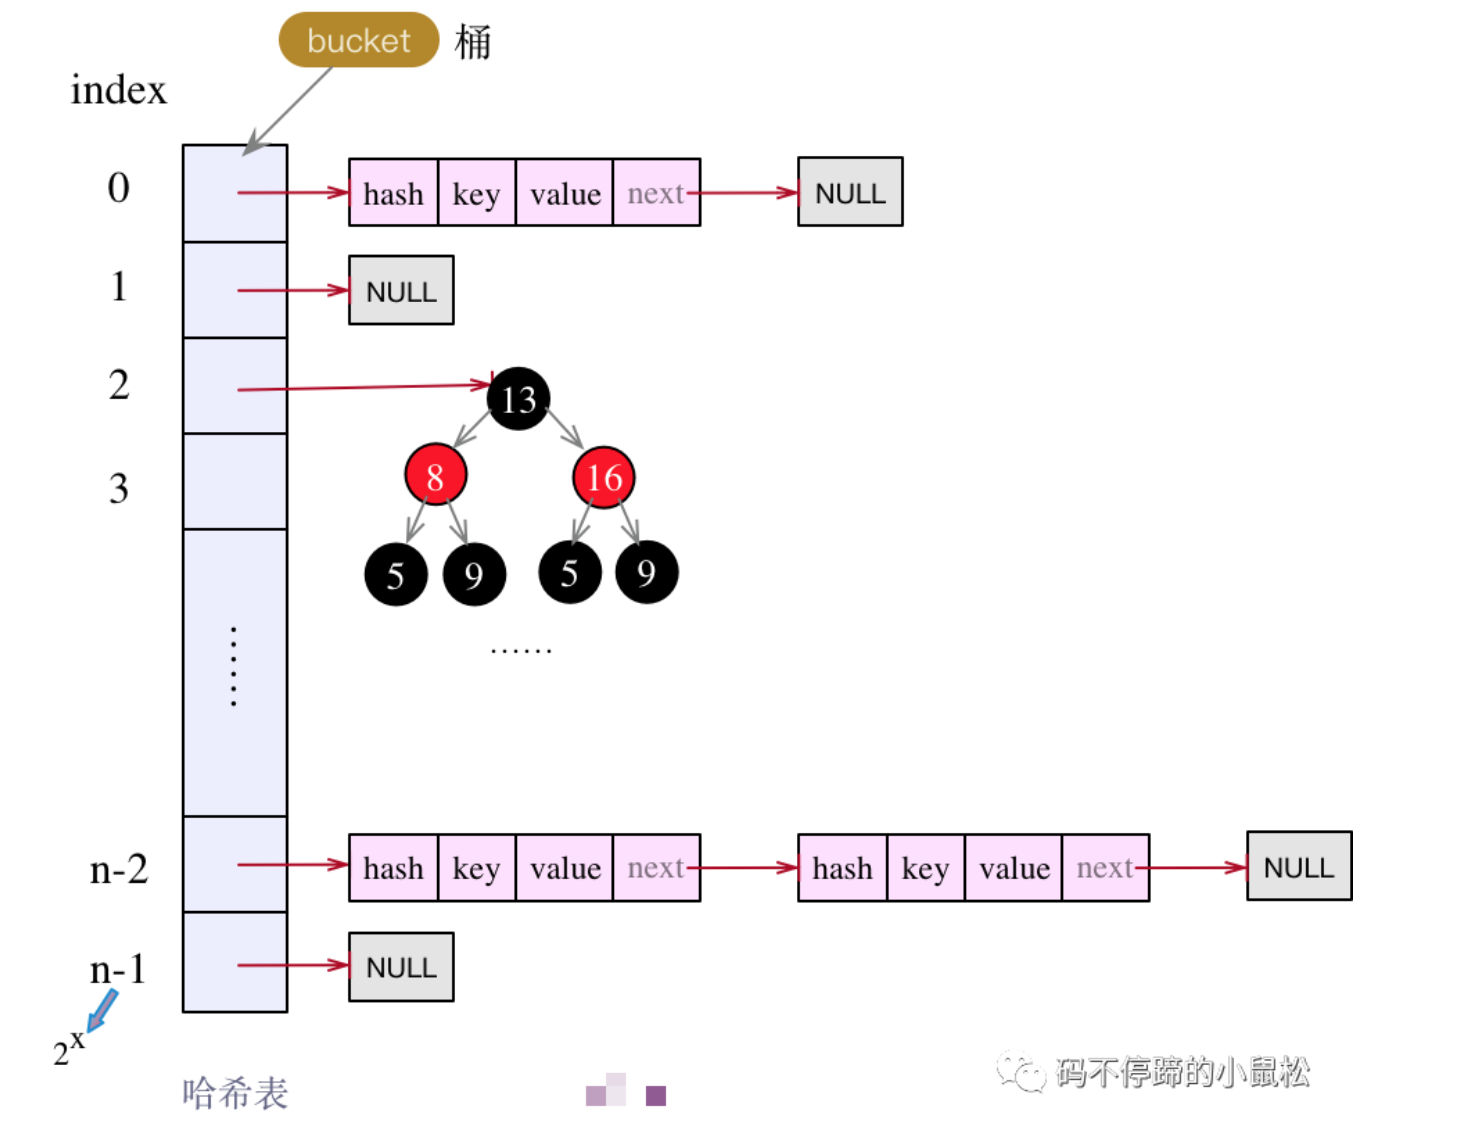 bucket 桶
index
0 hash key value next NULL
1 NULL
2 13
8 16
3
5 9 5 9
......
......
n-2 hash key value next hash key value next NULL
n-1 NULL
2^x
哈希表
码不停蹄的小鼠松